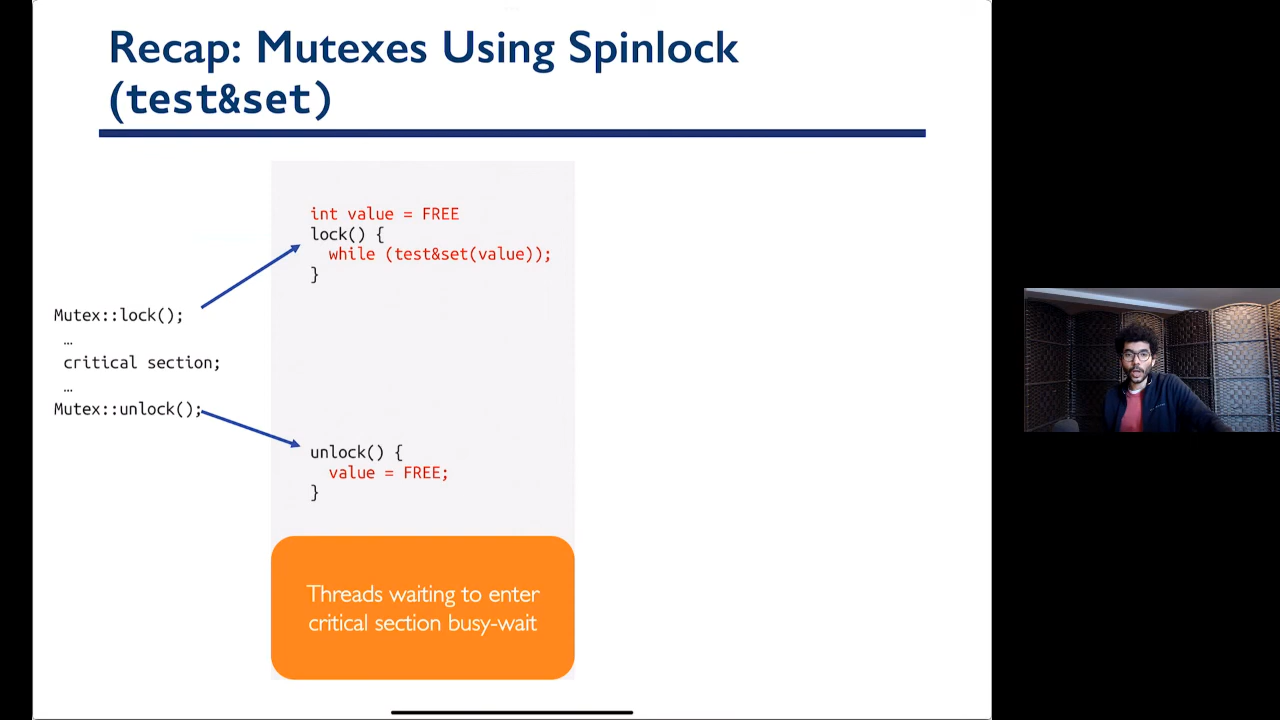 Recap: Mutexes Using Spinlock
(test&set)
int value = FREE
lock() {
while (test&set(value));
}
Mutex::lock();
…
critical section;
…
Mutex::unlock();
unlock() {
value = FREE;
}
Threads waiting to enter
critical section busy-wait